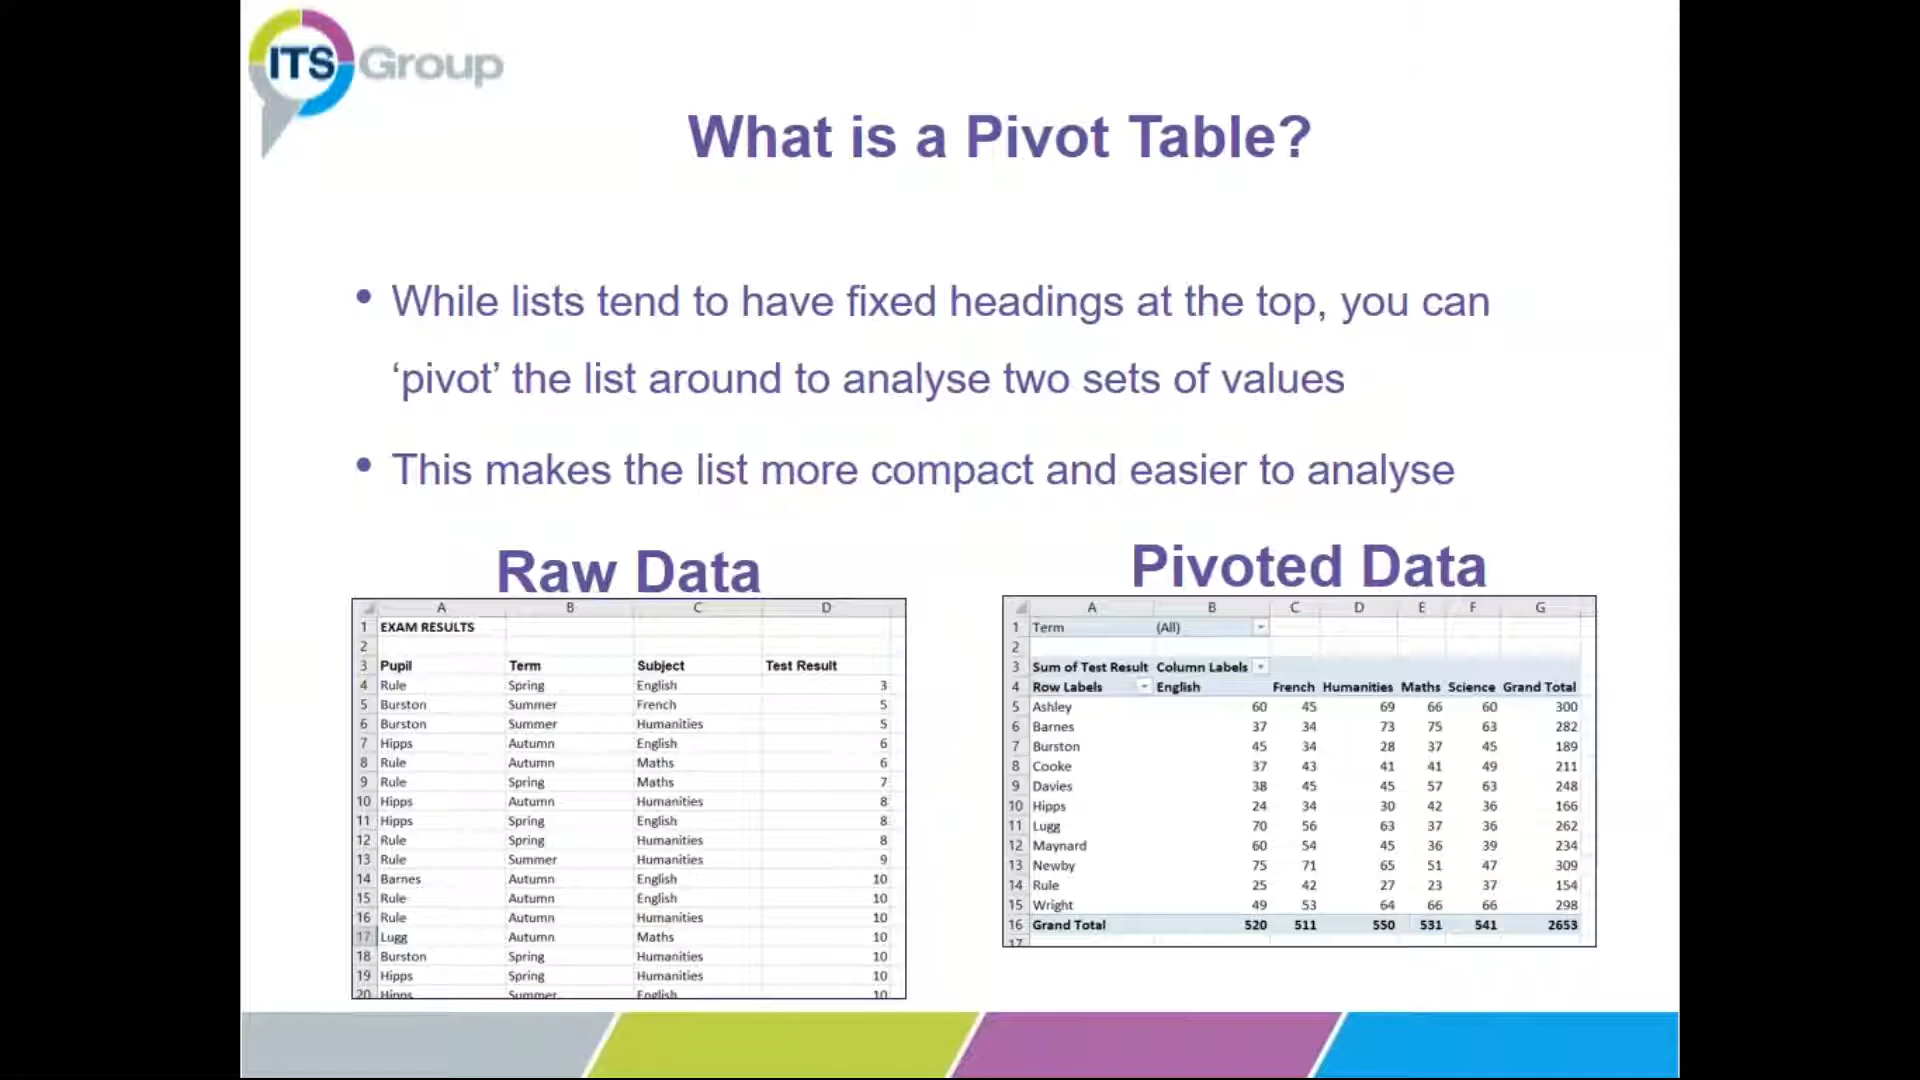 ITS Group
What is a Pivot Table?
• While lists tend to have fixed headings at the top, you can
‘pivot’ the list around to analyse two sets of values
• This makes the list more compact and easier to analyse
Raw Data
A B C D
1 EXAM RESULTS
2
3 Pupil Term Subject Test Result
4 Rule Spring English 3
5 Burston Summer French 5
6 Burston Summer Humanities 5
7 Hipps Autumn English 6
8 Rule Autumn Maths 6
9 Rule Spring Maths 7
10 Hipps Autumn Humanities 8
11 Hipps Spring English 8
12 Rule Spring Humanities 8
13 Rule Summer Humanities 9
14 Barnes Autumn English 10
15 Rule Autumn English 10
16 Rule Autumn Humanities 10
17 Lugg Autumn Maths 10
18 Burston Spring Humanities 10
19 Hipps Spring Humanities 10
20 Hipps Summer English 10
Pivoted Data
A B C D E F G
1 Term (All)
2
3 Sum of Test Result Column Labels
4 Row Labels English French Humanities Maths Science Grand Total
5 Ashley 60 45 69 66 60 300
6 Barnes 37 34 73 75 63 282
7 Burston 45 34 28 37 45 189
8 Cooke 37 43 41 41 49 211
9 Davies 38 45 45 57 63 248
10 Hipps 24 34 30 42 36 166
11 Lugg 70 56 63 37 36 262
12 Maynard 60 54 45 36 39 234
13 Newby 75 71 65 51 47 309
14 Rule 25 42 27 23 37 154
15 Wright 49 53 64 66 66 298
16 Grand Total 520 511 550 531 541 2653
17